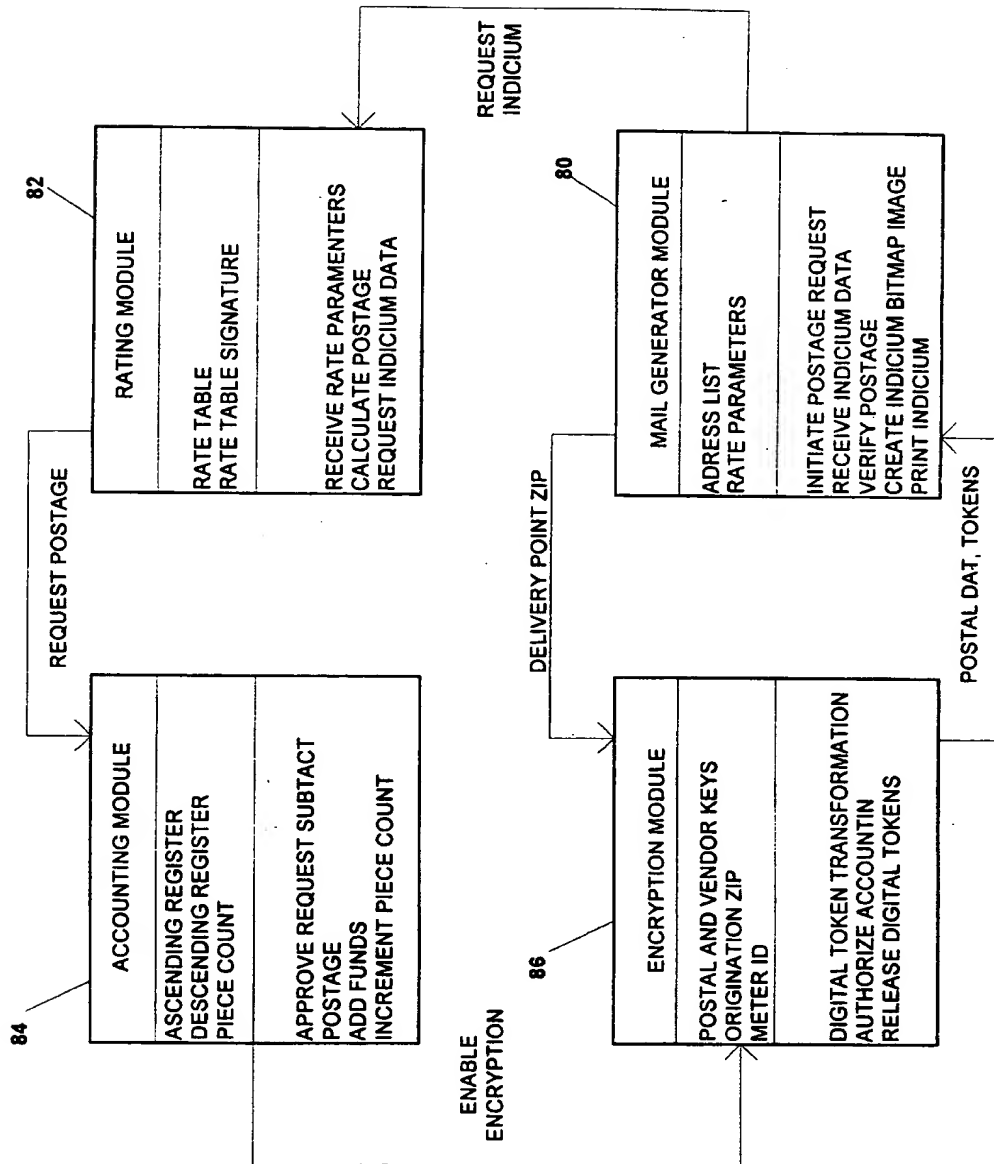 84
ACCOUNTING MODULE
ASCENDING REGISTER
DESCENDING REGISTER
PIECE COUNT
APPROVE REQUEST SUBTACT
POSTAGE
ADD FUNDS
INCREMENT PIECE COUNT
REQUEST POSTAGE
82
RATING MODULE
RATE TABLE
RATE TABLE SIGNATURE
RECEIVE RATE PARAMENTERS
CALCULATE POSTAGE
REQUEST INDICIUM DATA
ENABLE
ENCRYPTION
REQUEST
INDICIUM
86
ENCRYPTION MODULE
POSTAL AND VENDOR KEYS
ORIGINATION ZIP
METER ID
DIGITAL TOKEN TRANSFORMATION
AUTHORIZE ACCOUNTIN
RELEASE DIGITAL TOKENS
DELIVERY POINT ZIP
80
MAIL GENERATOR MODULE
ADRESS LIST
RATE PARAMETERS
INITIATE POSTAGE REQUEST
RECEIVE INDICIUM DATA
VERIFY POSTAGE
CREATE INDICIUM BITMAP IMAGE
PRINT INDICIUM
POSTAL DAT, TOKENS